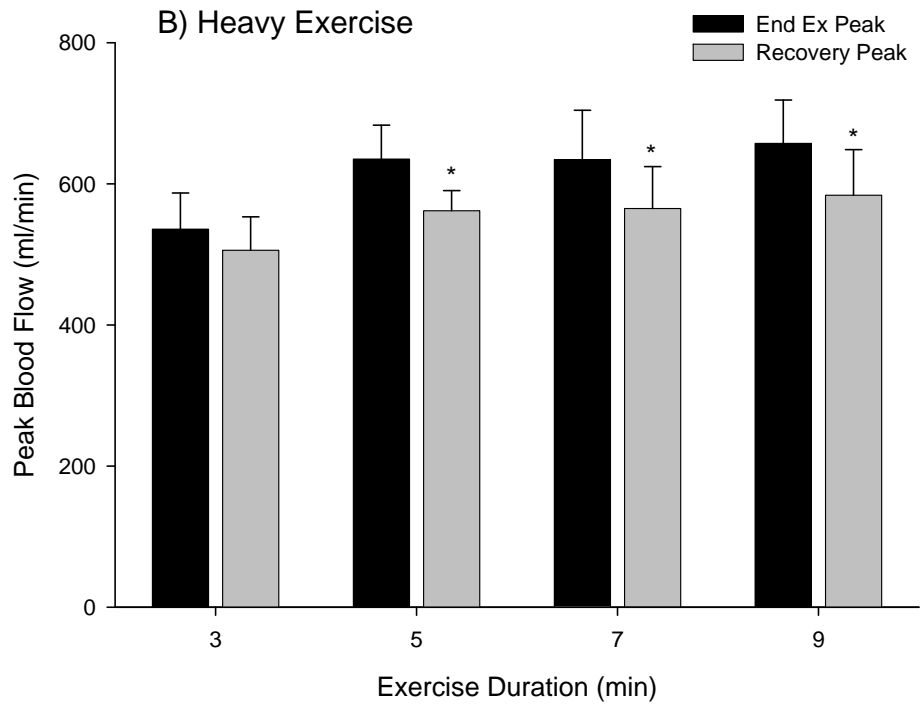 B) Heavy Exercise
End Ex Peak
Recovery Peak
800
600
400
200
0
Peak Blood Flow (ml/min)
*
*
*
3 5 7 9
Exercise Duration (min)